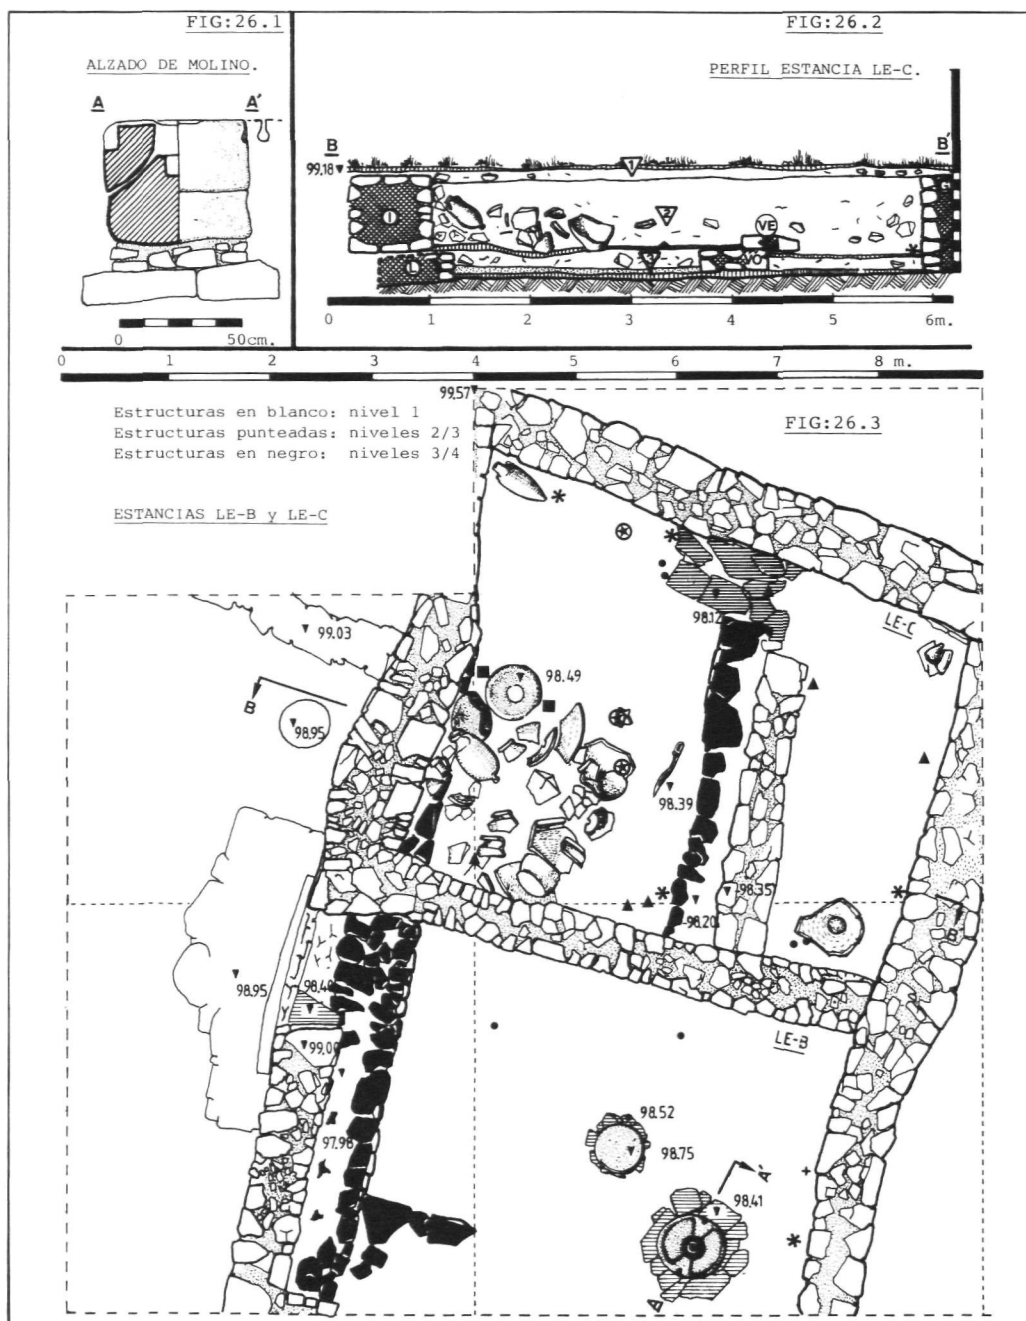 FIG:26.1
ALZADO DE MOLINO.
A A'
0 50cm.
FIG:26.2
PERFIL ESTANCIA LE-C.
B B'
99,18
1
I
2
VE
3
VO
L
0 1 2 3 4 5 6m.
0 1 2 3 4 5 6 7 8 m.
Estructuras en blanco: nivel 1
Estructuras punteadas: niveles 2/3
Estructuras en negro: niveles 3/4
ESTANCIAS LE-B y LE-C
FIG:26.3
99,57
99.03
98.12
LE-C
98.49
B
98.95
98.39
98.35
98.20
B'
98.95
98.40
LE-B
97.98
98.52
98.75
A'
98.41
A